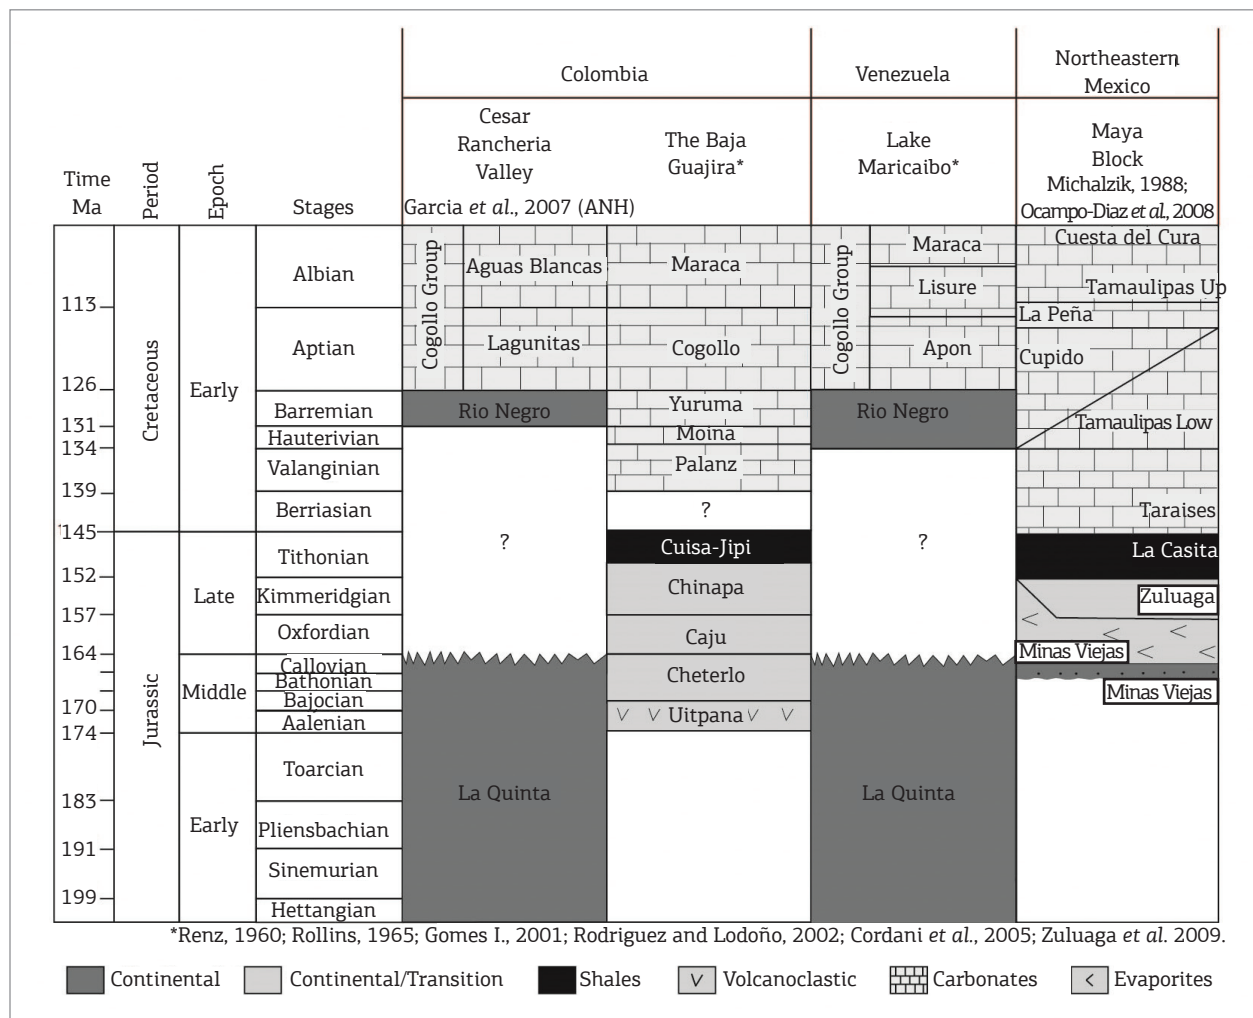 Colombia
Venezuela
Northeastern
Mexico
Time
Ma
Period
Epoch
Stages
Cesar
Rancheria
Valley
Garcia et al., 2007 (ANH)
The Baja
Guajira*
Lake
Maricaibo*
Maya
Block
Michalzik, 1988;
Ocampo-Diaz et al., 2008
113
126
131
134
159
145
152
157
164
170
174
183
191
199
Cretaceous
Jurassic
Early
Late
Middle
Early
Albian
Aptian
Barremian
Hauterivian
Valanginian
Berriasian
Tithonian
Kimmeridgian
Oxfordian
Callovian
Bathonian
Bajocian
Aalenian
Toarcian
Pliensbachian
Sinemurian
Hettangian
Cogollo Group
Aguas Blancas
Lagunitas
Rio Negro
?
La Quinta
Maraca
Cogollo
Yuruma
Moina
Palanz
?
Cuisa-Jipi
Chinapa
Caju
Cheterlo
Uitpana
Cogollo Group
Maraca
Lisure
Apon
Rio Negro
?
La Quinta
Cuesta del Cura
Tamaulipas Up
La Peña
Cupido
Tamaulipas Low
Taraises
La Casita
Zuluaga
Minas Viejas
Minas Viejas
*Renz, 1960; Rollins, 1965; Gomes I., 2001; Rodriguez and Lodoño, 2002; Cordani et al., 2005; Zuluaga et al. 2009.
Continental
Continental/Transition
Shales
Volcanoclastic
Carbonates
Evaporites